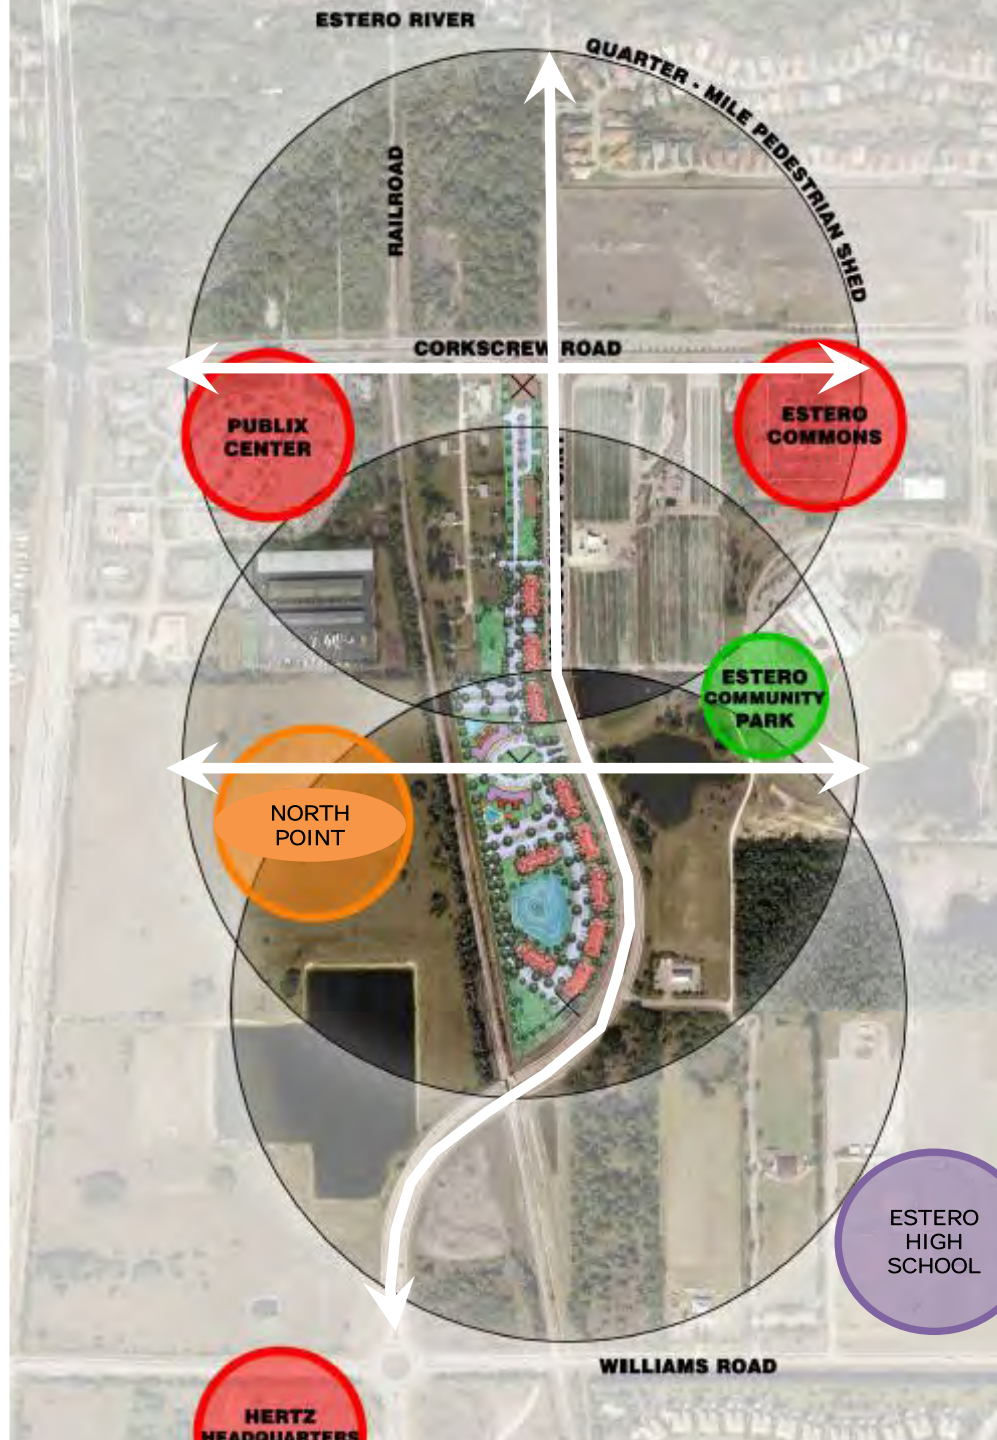 ESTERO RIVER
QUARTER - MILE PEDESTRIAN SHED
RAILROAD
CORKSCREW ROAD
PUBLIX
CENTER
ESTERO
COMMONS
ESTERO
COMMUNITY
PARK
NORTH
POINT
ESTERO
HIGH
SCHOOL
WILLIAMS ROAD
HERTZ
HEADQUARTERS